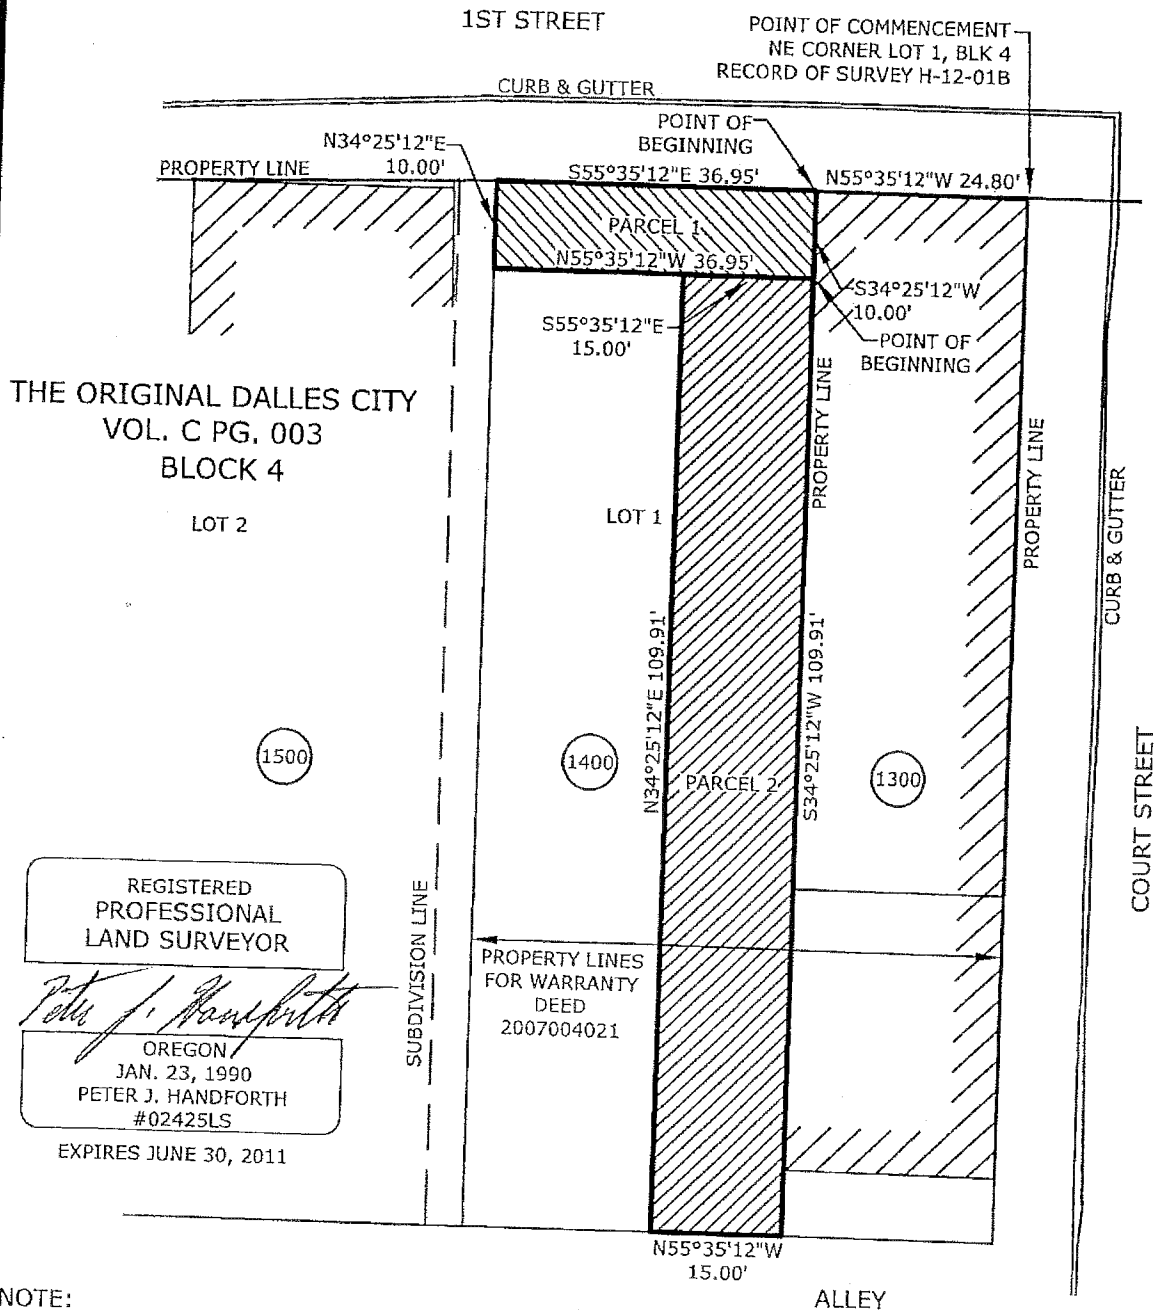 1ST STREET
POINT OF COMMENCEMENT
NE CORNER LOT 1, BLK 4
RECORD OF SURVEY H-12-01B
CURB & GUTTER
POINT OF
BEGINNING
N34°25'12"E
10.00'
PROPERTY LINE
S55°35'12"E 36.95'
N55°35'12"W 24.80'
PARCEL 1
N55°35'12"W 36.95'
S34°25'12"W
10.00'
S55°35'12"E
15.00'
POINT OF
BEGINNING
THE ORIGINAL DALLES CITY
VOL. C PG. 003
BLOCK 4
LOT 2
LOT 1
PROPERTY LINE
PROPERTY LINE
CURB & GUTTER
N34°25'12"E 109.91'
S34°25'12"W 109.91'
1500
1400
PARCEL 2
1300
COURT STREET
REGISTERED
PROFESSIONAL
LAND SURVEYOR
Peter J. Handforth
OREGON
JAN. 23, 1990
PETER J. HANDFORTH
#02425LS
EXPIRES JUNE 30, 2011
SUBDIVISION LINE
PROPERTY LINES
FOR WARRANTY
DEED
2007004021
N55°35'12"W
15.00'
NOTE:
ALLEY